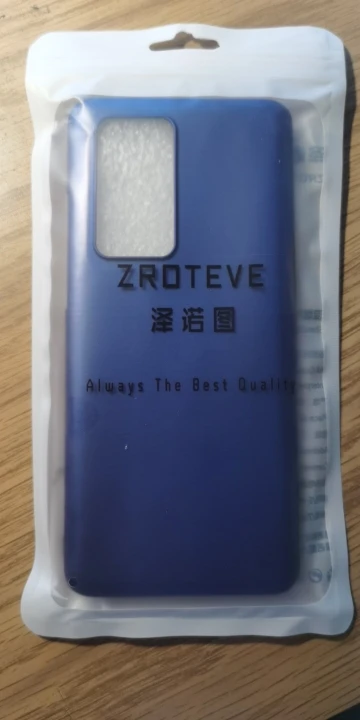 ZROTEVE
泽诺图
Always The Best Quality